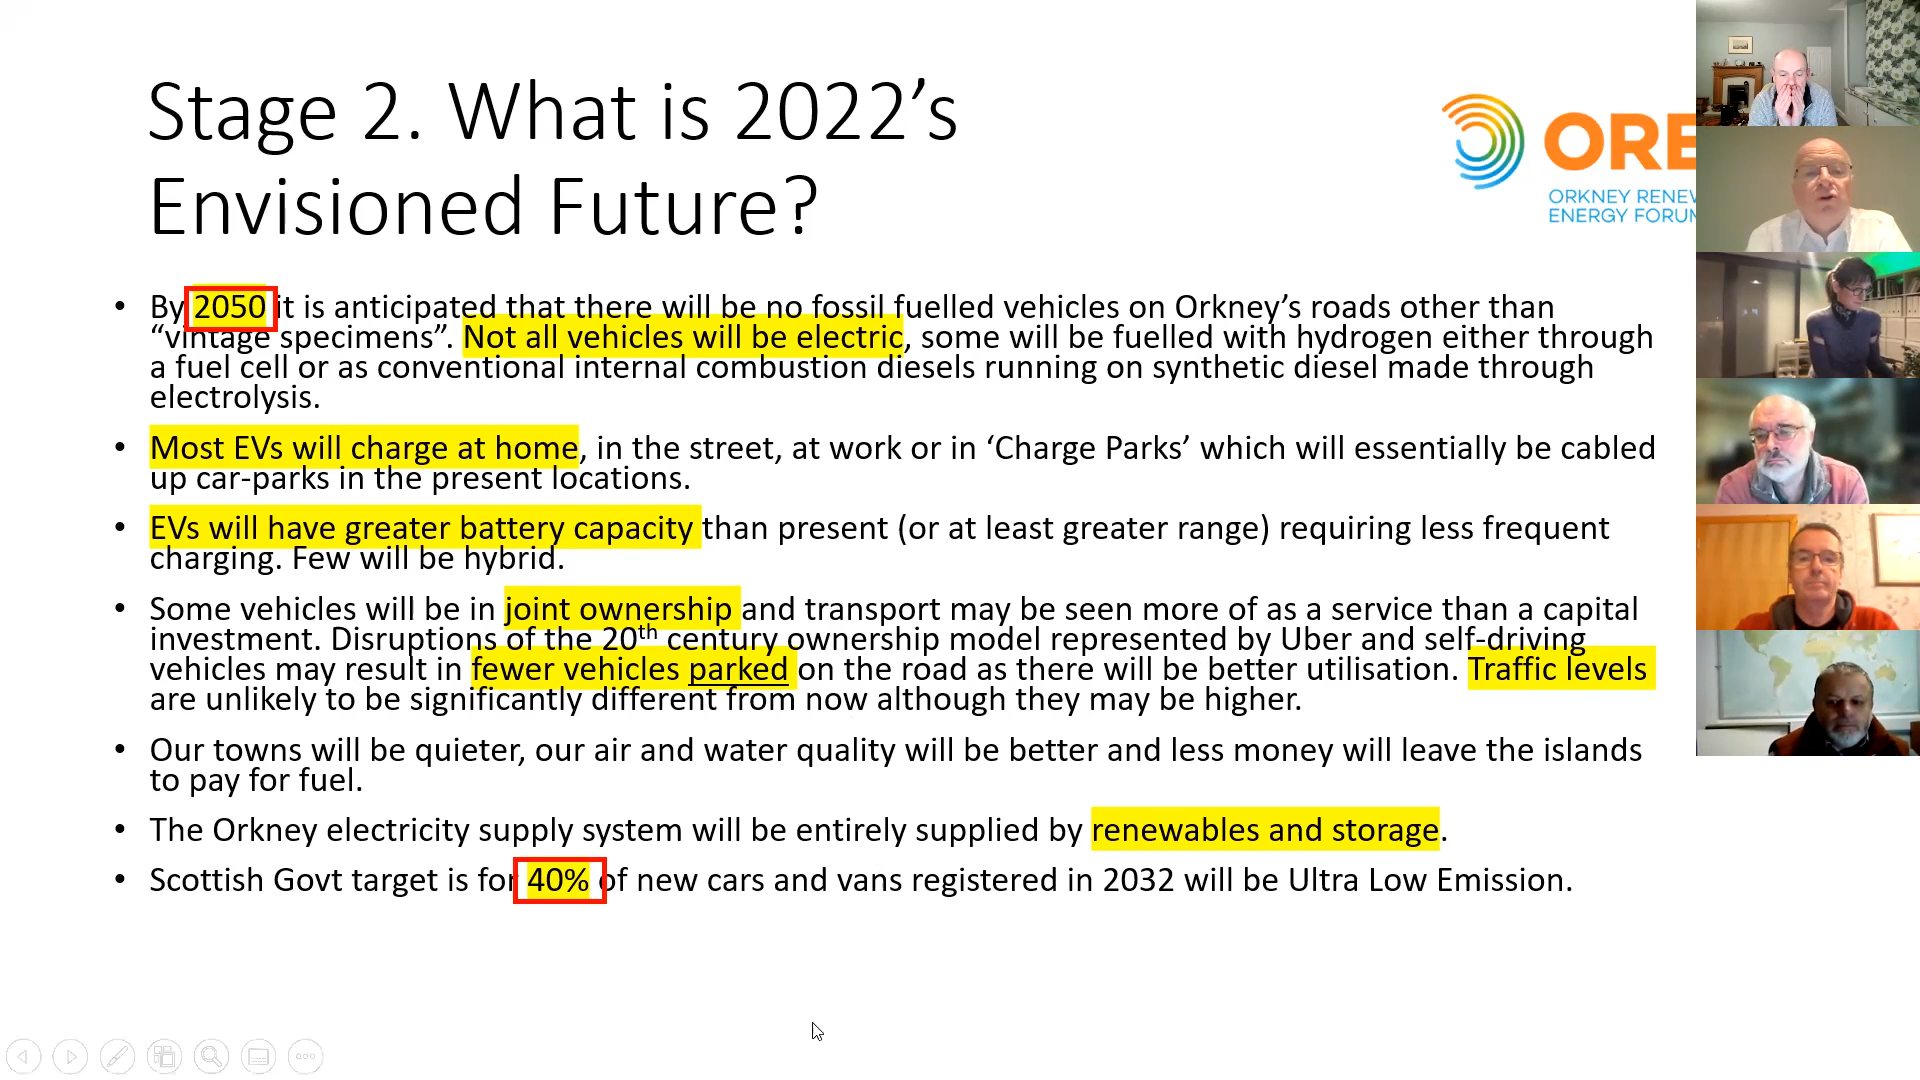 Stage 2. What is 2022’s
Envisioned Future?
ORE
ORKNEY RENEW
ENERGY FORUM
• By 2050 it is anticipated that there will be no fossil fuelled vehicles on Orkney’s roads other than
“vintage specimens”. Not all vehicles will be electric, some will be fuelled with hydrogen either through
a fuel cell or as conventional internal combustion diesels running on synthetic diesel made through
electrolysis.
• Most EVs will charge at home, in the street, at work or in ‘Charge Parks’ which will essentially be cabled
up car-parks in the present locations.
• EVs will have greater battery capacity than present (or at least greater range) requiring less frequent
charging. Few will be hybrid.
• Some vehicles will be in joint ownership and transport may be seen more of as a service than a capital
investment. Disruptions of the 20th century ownership model represented by Uber and self-driving
vehicles may result in fewer vehicles parked on the road as there will be better utilisation. Traffic levels
are unlikely to be significantly different from now although they may be higher.
• Our towns will be quieter, our air and water quality will be better and less money will leave the islands
to pay for fuel.
• The Orkney electricity supply system will be entirely supplied by renewables and storage.
• Scottish Govt target is for 40% of new cars and vans registered in 2032 will be Ultra Low Emission.